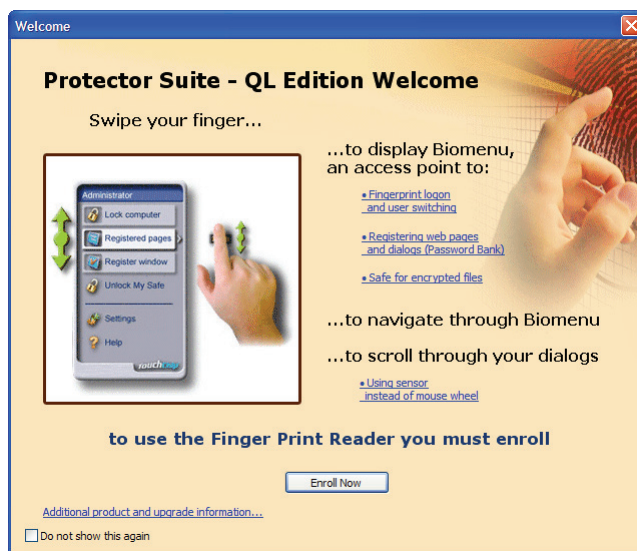 Welcome
Protector Suite - QL Edition Welcome
Swipe your finger...
Administrator
Lock computer
Registered pages
Register window
Unlock My Safe
Settings
Help
touchchip
...to display Biomenu,
an access point to:
• Fingerprint logon
and user switching
• Registering web pages
and dialogs (Password Bank)
• Safe for encrypted files
...to navigate through Biomenu
...to scroll through your dialogs
• Using sensor
instead of mouse wheel
to use the Finger Print Reader you must enroll
Enroll Now
Additional product and upgrade information...
Do not show this again